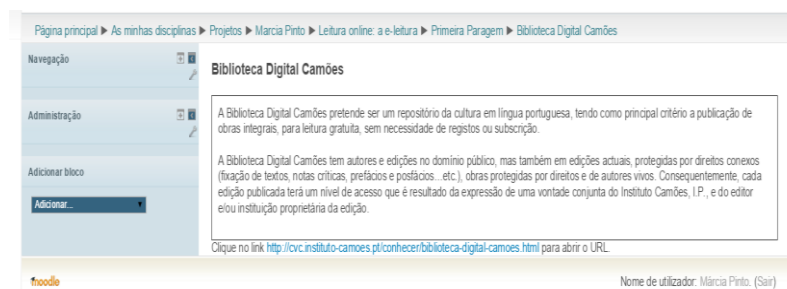 Página principal ► As minhas disciplinas ► Projetos ► Marcia Pinto ► Leitura online: a e-leitura ► Primeira Paragem ► Biblioteca Digital Camões
Navegação
Administração
Adicionar bloco
Adicionar...
Biblioteca Digital Camões
A Biblioteca Digital Camões pretende ser um repositório da cultura em língua portuguesa, tendo como principal critério a publicação de
obras integrais, para leitura gratuita, sem necessidade de registos ou subscrição.
A Biblioteca Digital Camões tem autores e edições no domínio público, mas também em edições actuais, protegidas por direitos conexos
(fixação de textos, notas críticas, prefácios e posfácios...etc.), obras protegidas por direitos e de autores vivos. Consequentemente, cada
edição publicada terá um nível de acesso que é resultado da expressão de uma vontade conjunta do Instituto Camões, I.P., e do editor
e/ou instituição proprietária da edição.
Clique no link http://cvc.instituto-camoes.pt/conhecer/biblioteca-digital-camoes.html para abrir o URL.
moodle
Nome de utilizador: Márcia Pinto. (Sair)